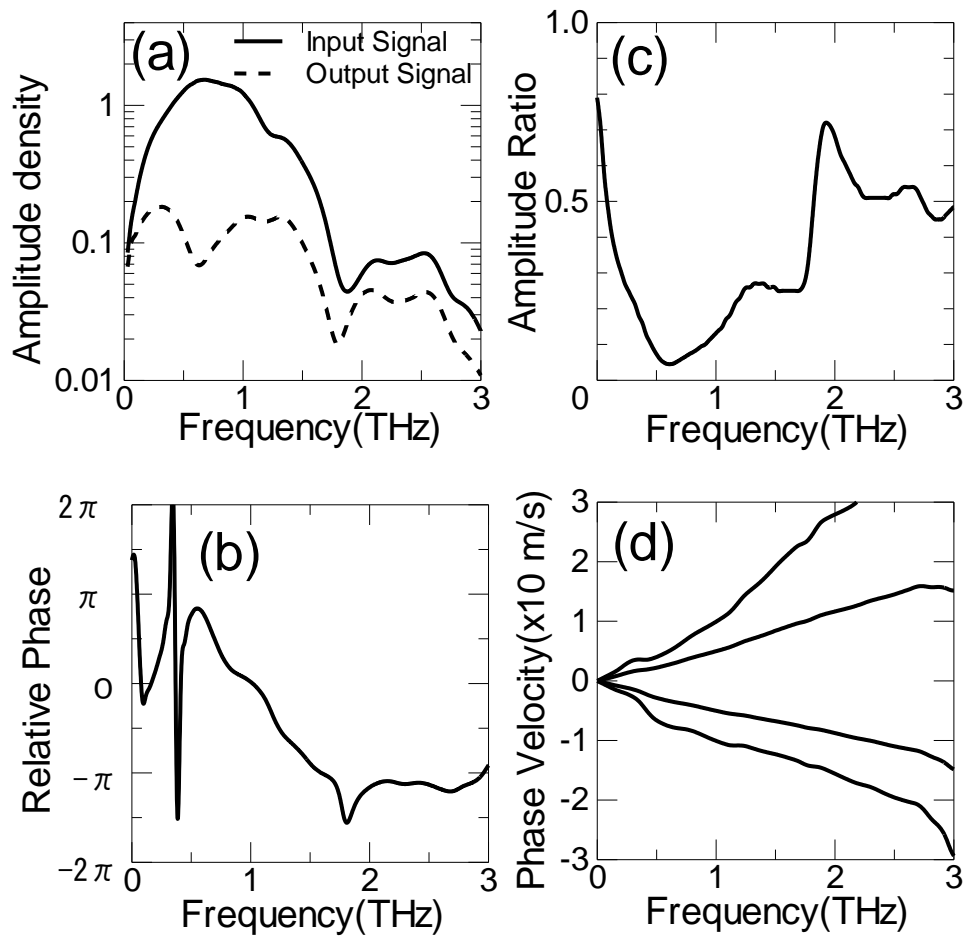 (a)
Input Signal
Output Signal
Amplitude density
1
0.1
0.01
0
1
2
3
Frequency(THz)
(c)
Amplitude Ratio
1.0
0.5
0
0
1
2
3
Frequency(THz)
(b)
Relative Phase
2π
π
0
-π
-2π
0
1
2
3
Frequency(THz)
(d)
Phase Velocity(x10 m/s)
3
2
1
0
-1
-2
-3
0
1
2
3
Frequency(THz)